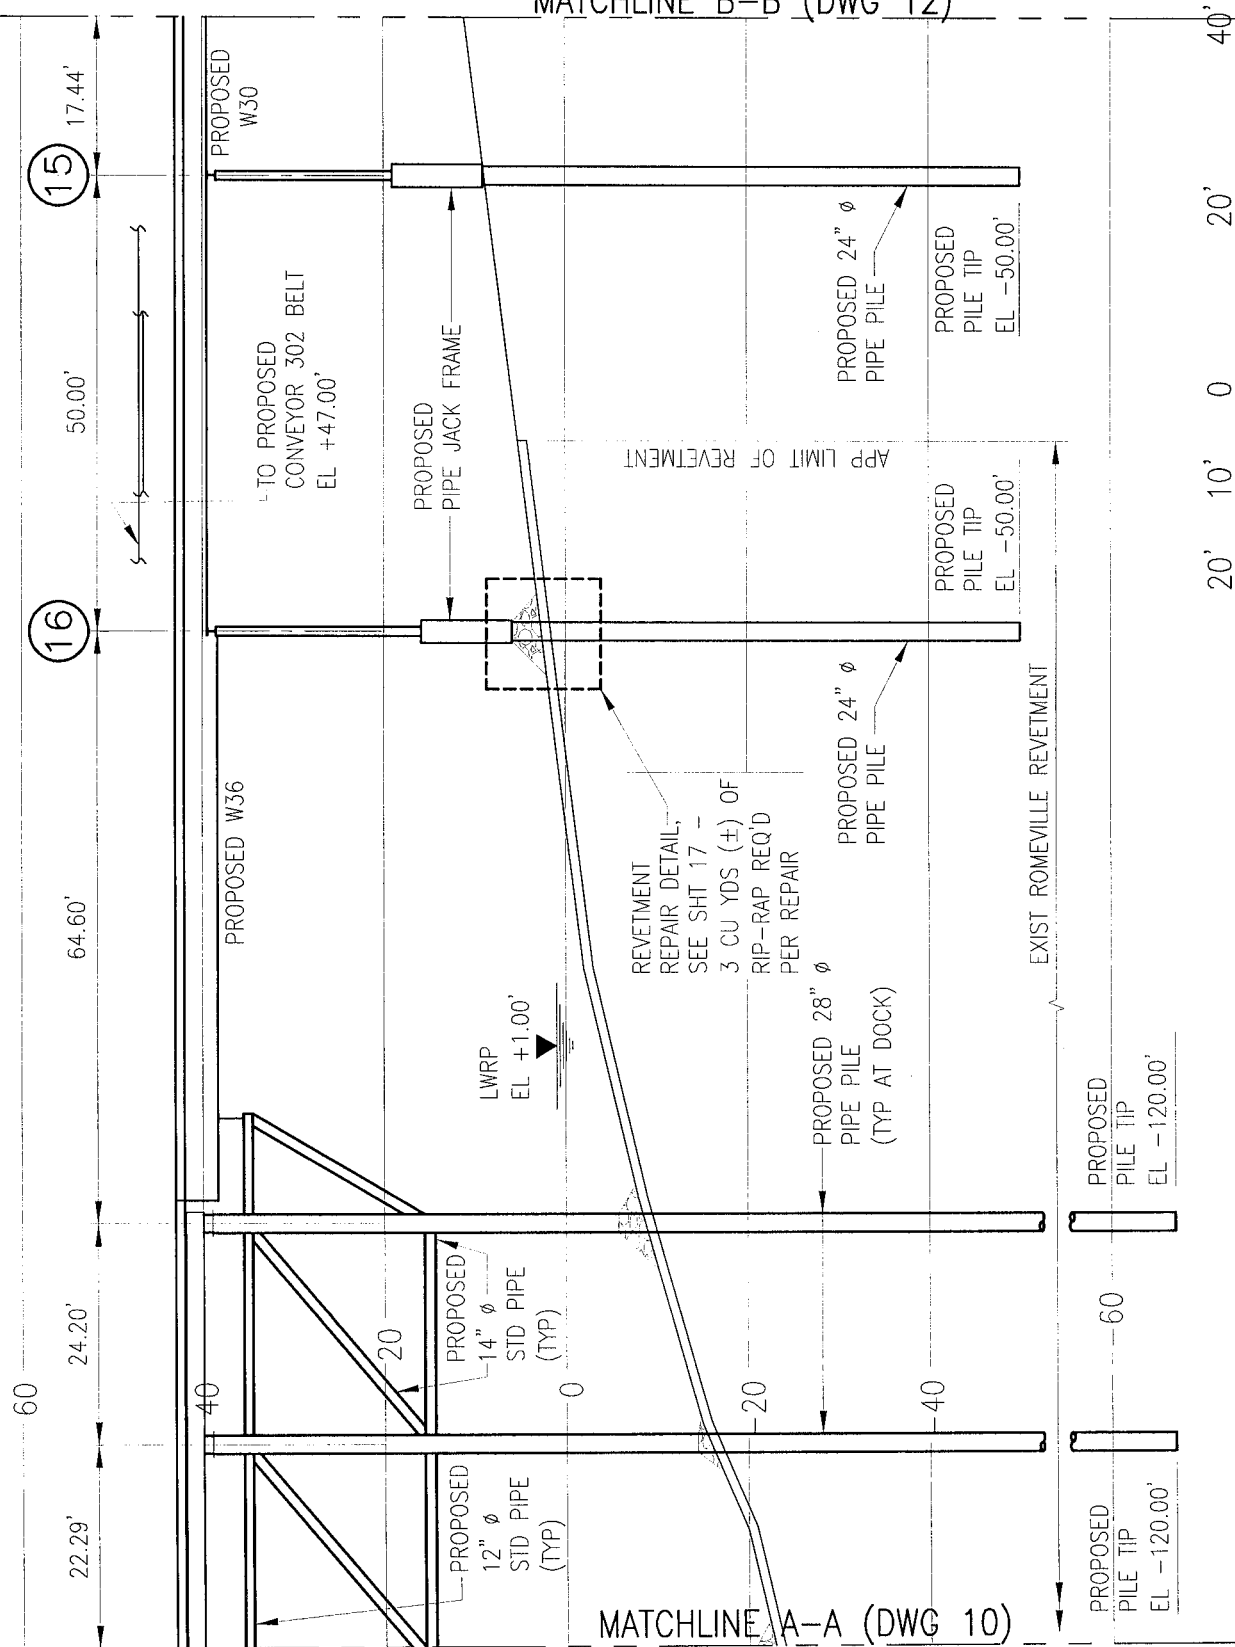 MATCHLINE B-B (DWG 12)
17.44'
50.00'
64.60'
24.20'
22.29'
15
16
PROPOSED
W30
TO PROPOSED
CONVEYOR 302 BELT
EL +47.00'
PROPOSED
PIPE JACK FRAME
PROPOSED 24" ø
PIPE PILE
PROPOSED
PILE TIP
EL -50.00'
APP LIMIT OF REVETMENT
PROPOSED
PILE TIP
EL -50.00'
PROPOSED W36
REVETMENT
REPAIR DETAIL,
SEE SHT 17 -
3 CU YDS (±) OF
RIP-RAP REQ'D
PER REPAIR
PROPOSED 24" ø
PIPE PILE
EXIST ROMEVILLE REVETMENT
LWRP
EL +1.00'
PROPOSED 28" ø
PIPE PILE
(TYP AT DOCK)
PROPOSED
PILE TIP
EL -120.00'
PROPOSED
14" ø
STD PIPE
(TYP)
PROPOSED
12" ø
STD PIPE
(TYP)
PROPOSED
PILE TIP
EL -120.00'
60
40
20
0
-20
-40
60
40'
20'
0
10'
20'
MATCHLINE A-A (DWG 10)